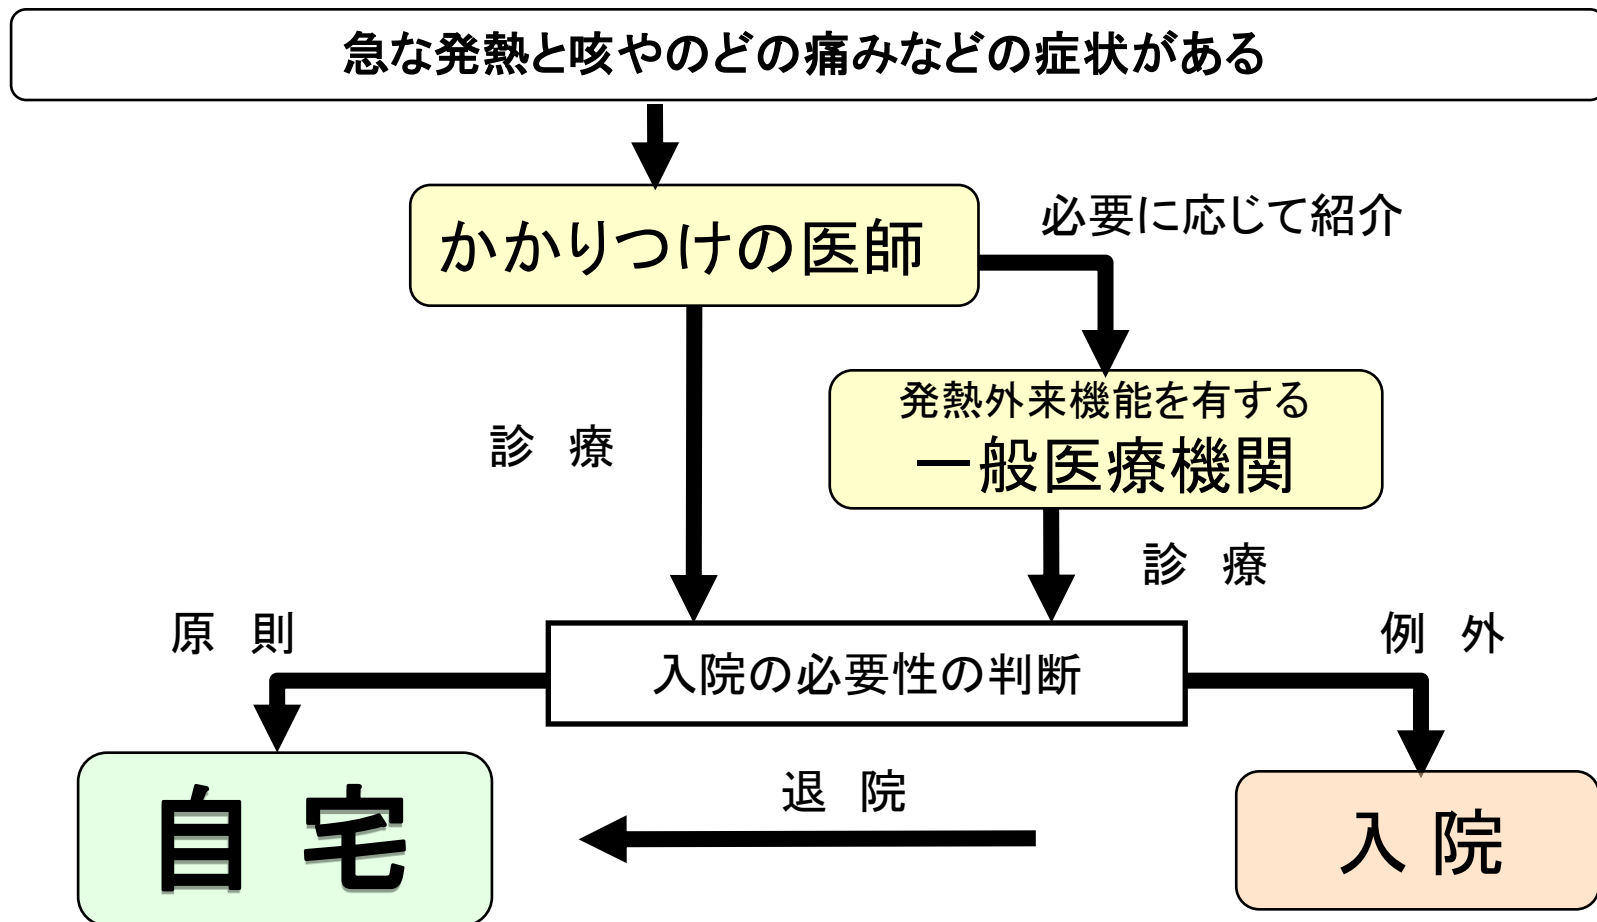 急な発熱と咳やのどの痛みなどの症状がある
かかりつけの医師
必要に応じて紹介
発熱外来機能を有する
一般医療機関
診 療
診 療
原 則
入院の必要性の判断
例 外
自 宅
退 院
入 院